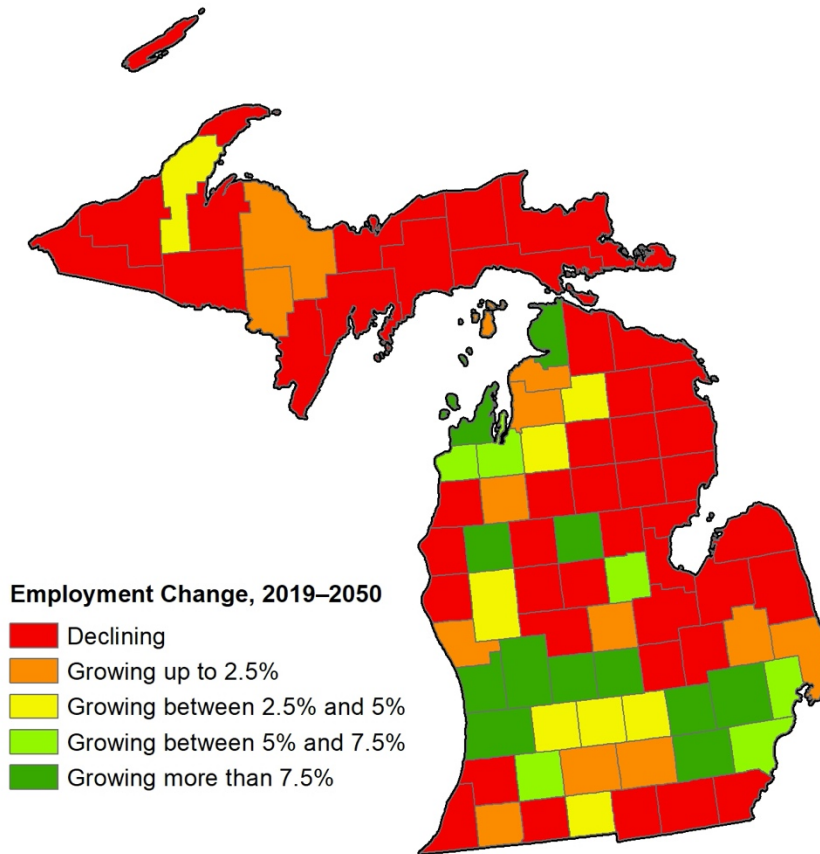 Employment Change, 2019–2050
Declining
Growing up to 2.5%
Growing between 2.5% and 5%
Growing between 5% and 7.5%
Growing more than 7.5%